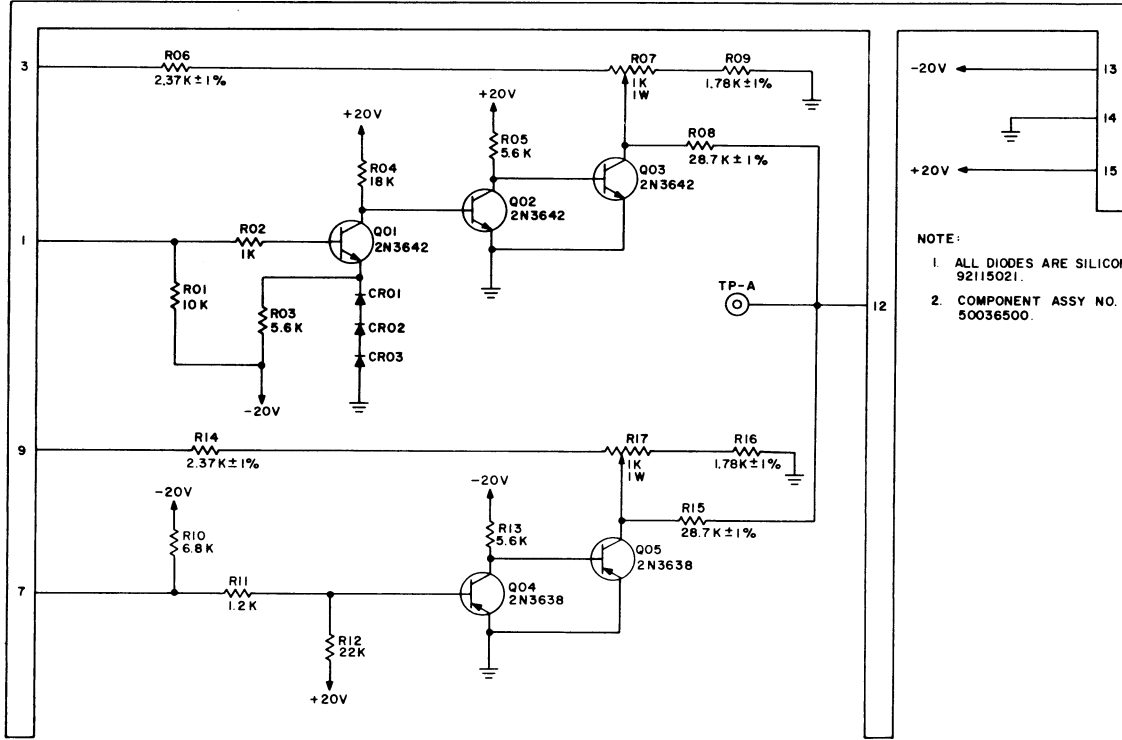 3
R06
2.37K±1%
R07
1K
1W
R09
1.78K±1%
+20V
R04
18K
+20V
R05
5.6K
R08
28.7K±1%
Q03
2N3642
Q02
2N3642
1
R02
1K
Q01
2N3642
R01
10K
R03
5.6K
CR01
CR02
CR03
-20V
TP-A
12
9
R14
2.37K±1%
R17
1K
1W
R16
1.78K±1%
-20V
R10
6.8K
-20V
R13
5.6K
R15
28.7K±1%
Q05
2N3638
7
R11
1.2K
Q04
2N3638
R12
22K
+20V
-20V
13
14
+20V
15
NOTE:
1. ALL DIODES ARE SILICON
92115021.
2. COMPONENT ASSY NO.
50036500.